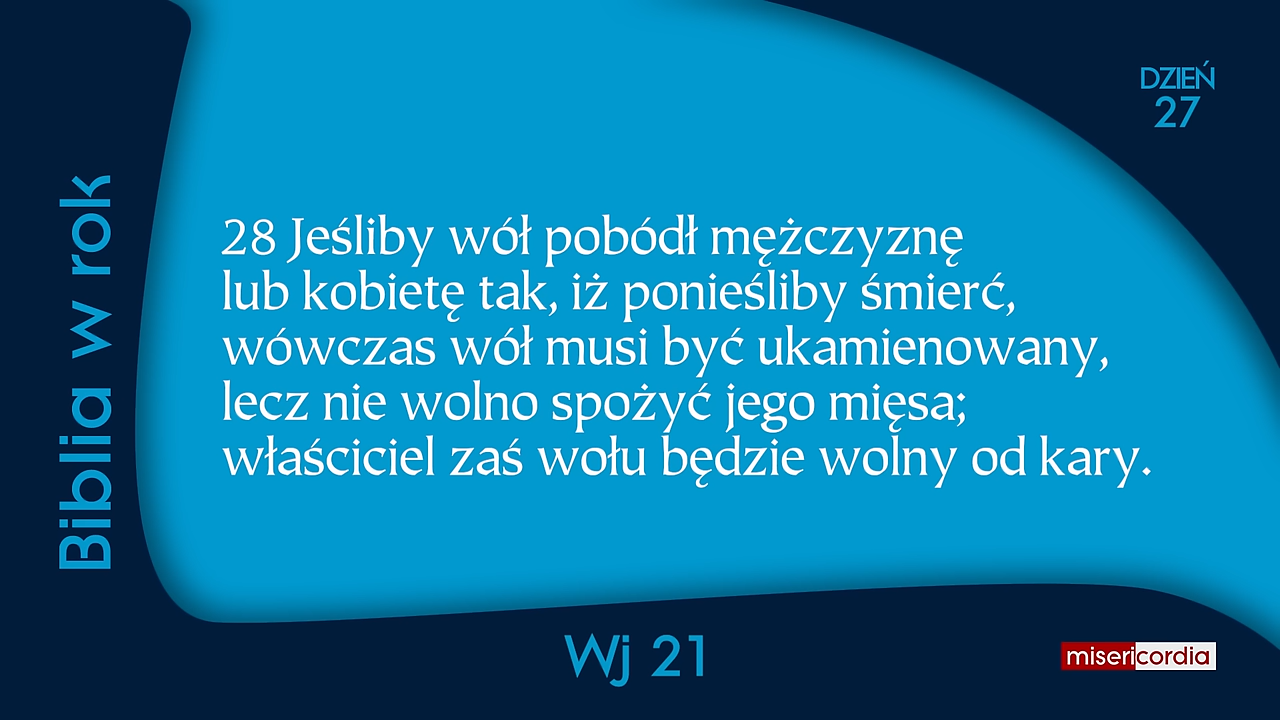 DZIEŃ
27
Biblia w rok
28 Jeśliby wół pobódł mężczyznę
lub kobietę tak, iż ponieśliby śmierć,
wówczas wół musi być ukamienowany,
lecz nie wolno spożyć jego mięsa;
właściciel zaś wołu będzie wolny od kary.
Wj 21
misericordia